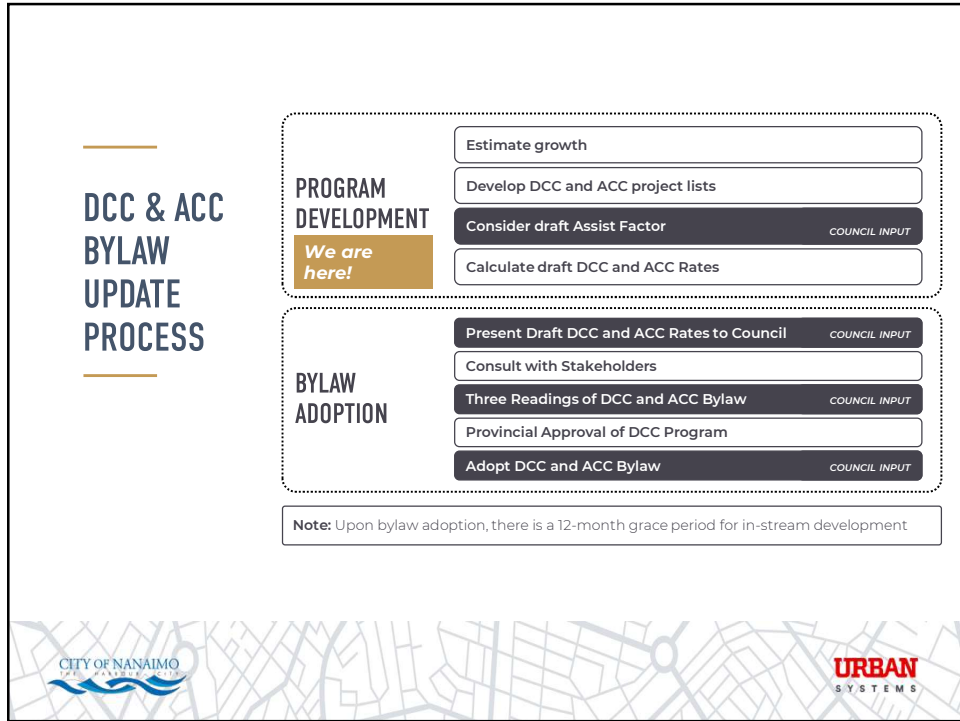 DCC & ACC
BYLAW
UPDATE
PROCESS
PROGRAM
DEVELOPMENT
We are
here!
Estimate growth
Develop DCC and ACC project lists
Consider draft Assist Factor COUNCIL INPUT
Calculate draft DCC and ACC Rates
BYLAW
ADOPTION
Present Draft DCC and ACC Rates to Council COUNCIL INPUT
Consult with Stakeholders
Three Readings of DCC and ACC Bylaw COUNCIL INPUT
Provincial Approval of DCC Program
Adopt DCC and ACC Bylaw COUNCIL INPUT
Note: Upon bylaw adoption, there is a 12-month grace period for in-stream development
CITY OF NANAIMO
THE HARBOUR CITY
URBAN
SYSTEMS